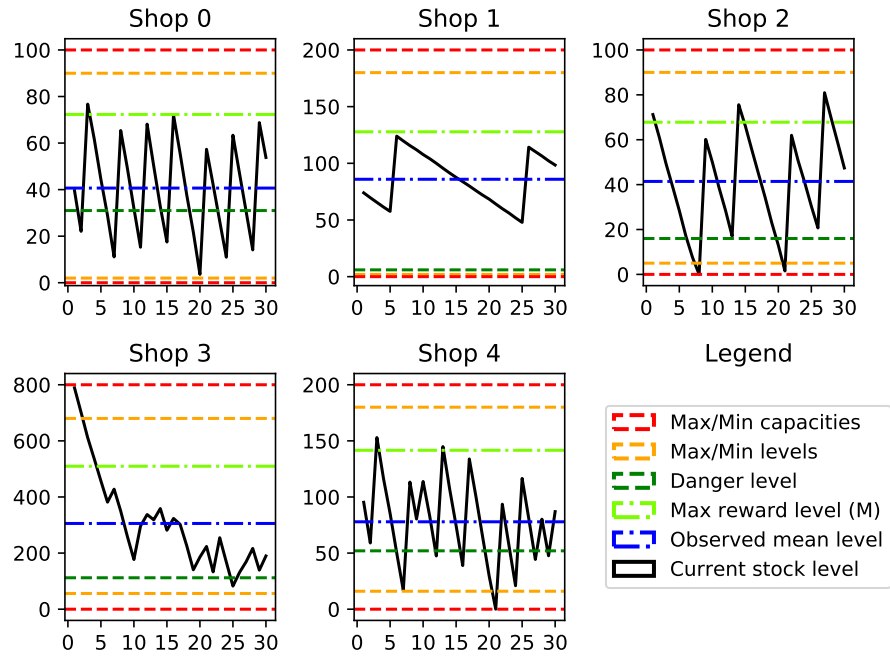 Shop 0
100
80
60
40
20
0
0 5 10 15 20 25 30
Shop 1
200
150
100
50
0
0 5 10 15 20 25 30
Shop 2
100
80
60
40
20
0
0 5 10 15 20 25 30
Shop 3
800
600
400
200
0
0 5 10 15 20 25 30
Shop 4
200
150
100
50
0
0 5 10 15 20 25 30
Legend
Max/Min capacities
Max/Min levels
Danger level
Max reward level (M)
Observed mean level
Current stock level